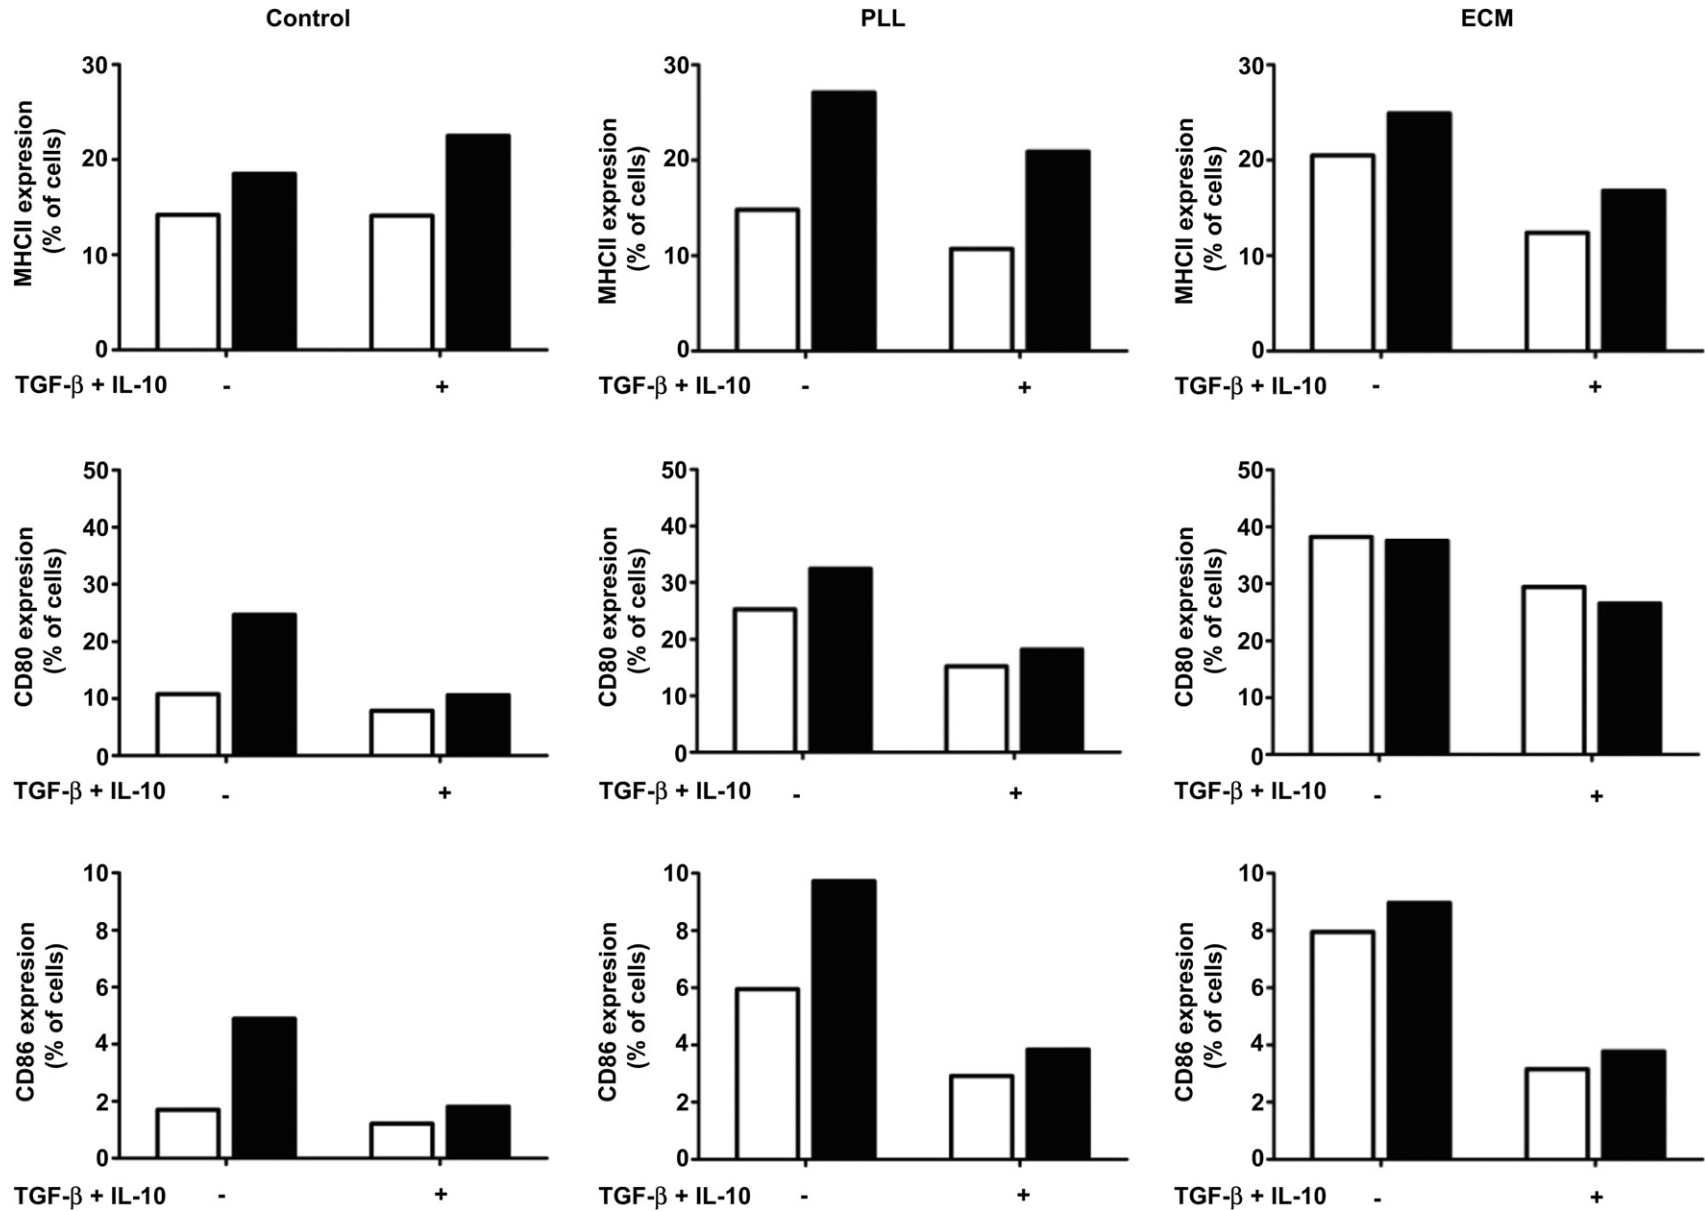 Control PLL ECM
MHCII expresion
(% of cells)
30
20
10
0
TGF-β + IL-10 - +
MHCII expresion
(% of cells)
30
20
10
0
TGF-β + IL-10 - +
MHCII expresion
(% of cells)
30
20
10
0
TGF-β + IL-10 - +
CD80 expresion
(% of cells)
50
40
30
20
10
0
TGF-β + IL-10 - +
CD80 expresion
(% of cells)
50
40
30
20
10
0
TGF-β + IL-10 - +
CD80 expresion
(% of cells)
50
40
30
20
10
0
TGF-β + IL-10 - +
CD86 expresion
(% of cells)
10
8
6
4
2
0
TGF-β + IL-10 - +
CD86 expresion
(% of cells)
10
8
6
4
2
0
TGF-β + IL-10 - +
CD86 expresion
(% of cells)
10
8
6
4
2
0
TGF-β + IL-10 - +